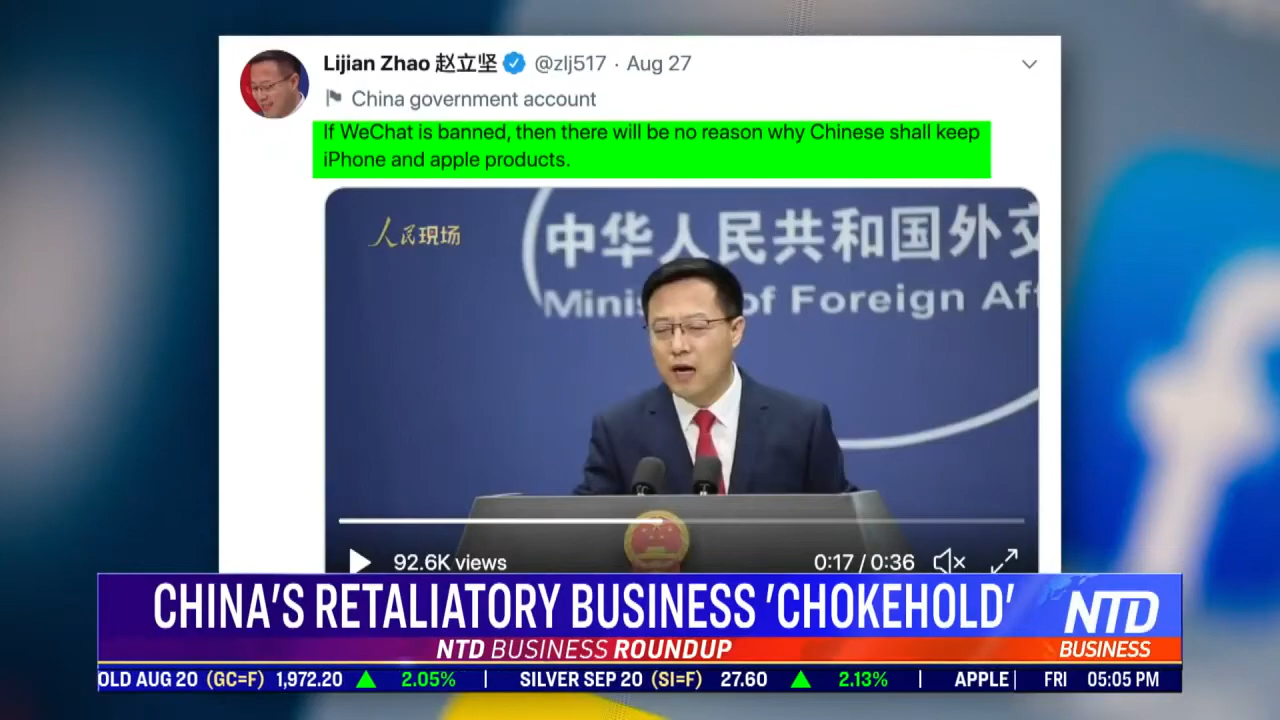 Lijian Zhao 赵立坚 @zlj517 · Aug 27
China government account
If WeChat is banned, then there will be no reason why Chinese shall keep
iPhone and apple products.
人民现场
中华人民共和国外交
of Foreign Aff
92.6K views 0:17 / 0:36
CHINA'S RETALIATORY BUSINESS 'CHOKEHOLD'
NTD BUSINESS ROUNDUP
NTD
BUSINESS
OLD AUG 20 (GC=F) 1,972.20 2.05% | SILVER SEP 20 (SI=F) 27.60 2.13% | APPLE| FRI 05:05 PM